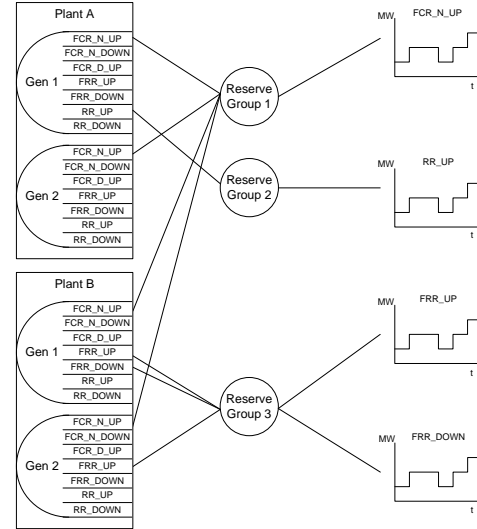 Plant A
Gen 1
FCR_N_UP
FCR_N_DOWN
FCR_D_UP
FRR_UP
FRR_DOWN
RR_UP
RR_DOWN
Gen 2
FCR_N_UP
FCR_N_DOWN
FCR_D_UP
FRR_UP
FRR_DOWN
RR_UP
RR_DOWN
Plant B
Gen 1
FCR_N_UP
FCR_N_DOWN
FCR_D_UP
FRR_UP
FRR_DOWN
RR_UP
RR_DOWN
Gen 2
FCR_N_UP
FCR_N_DOWN
FCR_D_UP
FRR_UP
FRR_DOWN
RR_UP
RR_DOWN
Reserve
Group 1
Reserve
Group 2
Reserve
Group 3
MW
FCR_N_UP
t
MW
RR_UP
t
MW
FRR_UP
t
MW
FRR_DOWN
t